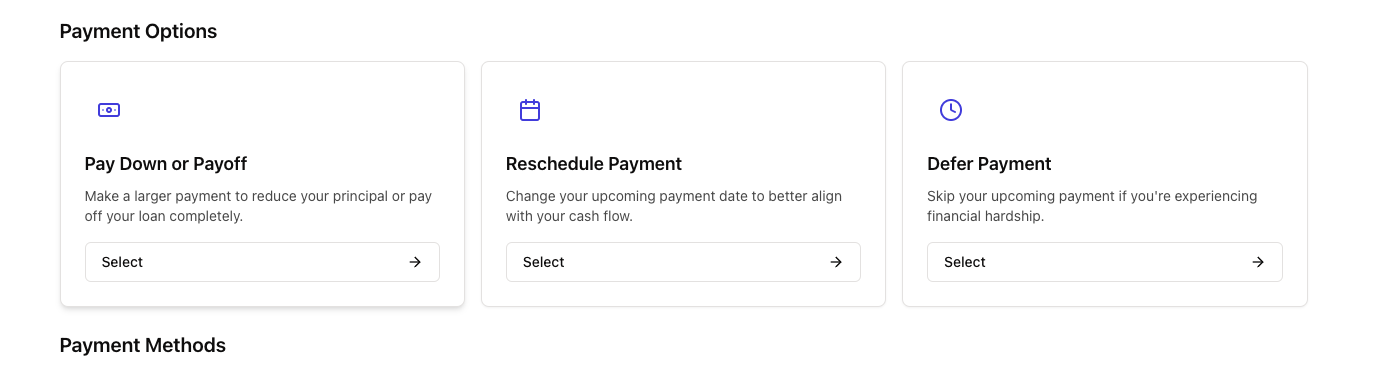 Payment Options
Pay Down or Payoff
Make a larger payment to reduce your principal or pay
off your loan completely.
Select
Reschedule Payment
Change your upcoming payment date to better align
with your cash flow.
Select
Defer Payment
Skip your upcoming payment if you're experiencing
financial hardship.
Select
Payment Methods